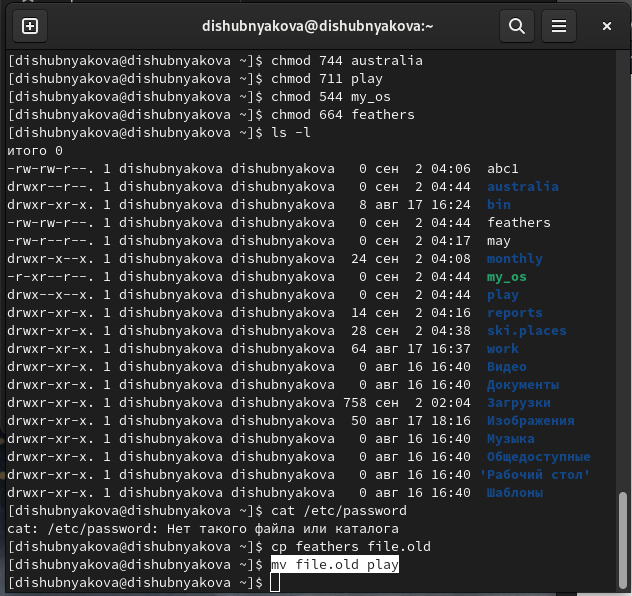 dishubnyakova@dishubnyakova:~
[dishubnyakova@dishubnyakova ~]$ chmod 744 australia
[dishubnyakova@dishubnyakova ~]$ chmod 711 play
[dishubnyakova@dishubnyakova ~]$ chmod 544 my_os
[dishubnyakova@dishubnyakova ~]$ chmod 664 feathers
[dishubnyakova@dishubnyakova ~]$ ls -l
итого 0
-rw-rw-r--. 1 dishubnyakova dishubnyakova   0 сен  2 04:06  abc1
drwxr--r--. 1 dishubnyakova dishubnyakova   0 сен  2 04:44  australia
drwxr-xr-x. 1 dishubnyakova dishubnyakova   8 авг 17 16:24  bin
-rw-rw-r--. 1 dishubnyakova dishubnyakova   0 сен  2 04:44  feathers
-rw-r--r--. 1 dishubnyakova dishubnyakova   0 сен  2 04:17  may
drwxr-x--x. 1 dishubnyakova dishubnyakova  24 сен  2 04:08  monthly
-r-xr--r--. 1 dishubnyakova dishubnyakova   0 сен  2 04:44  my_os
drwx--x--x. 1 dishubnyakova dishubnyakova   0 сен  2 04:44  play
drwxr-xr-x. 1 dishubnyakova dishubnyakova  14 сен  2 04:16  reports
drwxr-xr-x. 1 dishubnyakova dishubnyakova  28 сен  2 04:38  ski.places
drwxr-xr-x. 1 dishubnyakova dishubnyakova  64 авг 17 16:37  work
drwxr-xr-x. 1 dishubnyakova dishubnyakova   0 авг 16 16:40  Видео
drwxr-xr-x. 1 dishubnyakova dishubnyakova   0 авг 16 16:40  Документы
drwxr-xr-x. 1 dishubnyakova dishubnyakova 758 сен  2 02:04  Загрузки
drwxr-xr-x. 1 dishubnyakova dishubnyakova  50 авг 17 18:16  Изображения
drwxr-xr-x. 1 dishubnyakova dishubnyakova   0 авг 16 16:40  Музыка
drwxr-xr-x. 1 dishubnyakova dishubnyakova   0 авг 16 16:40  Общедоступные
drwxr-xr-x. 1 dishubnyakova dishubnyakova   0 авг 16 16:40 'Рабочий стол'
drwxr-xr-x. 1 dishubnyakova dishubnyakova   0 авг 16 16:40  Шаблоны
[dishubnyakova@dishubnyakova ~]$ cat /etc/password
cat: /etc/password: Нет такого файла или каталога
[dishubnyakova@dishubnyakova ~]$ cp feathers file.old
[dishubnyakova@dishubnyakova ~]$ mv file.old play
[dishubnyakova@dishubnyakova ~]$